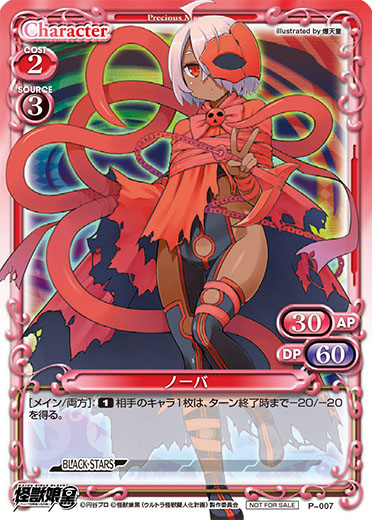 Precious M
Character
illustrated by 爆天童
COST
2
SOURCE
3
30 AP
DP 60
ノーバ
[メイン/両方]:1 相手のキャラ1枚は、ターン終了時まで−20/−20
を得る。
BLACK STARS
怪獣娘黒
©円谷プロ ©怪獣娘黒(ウルトラ怪獣擬人化計画)製作委員会
NOT FOR SALE
P-007